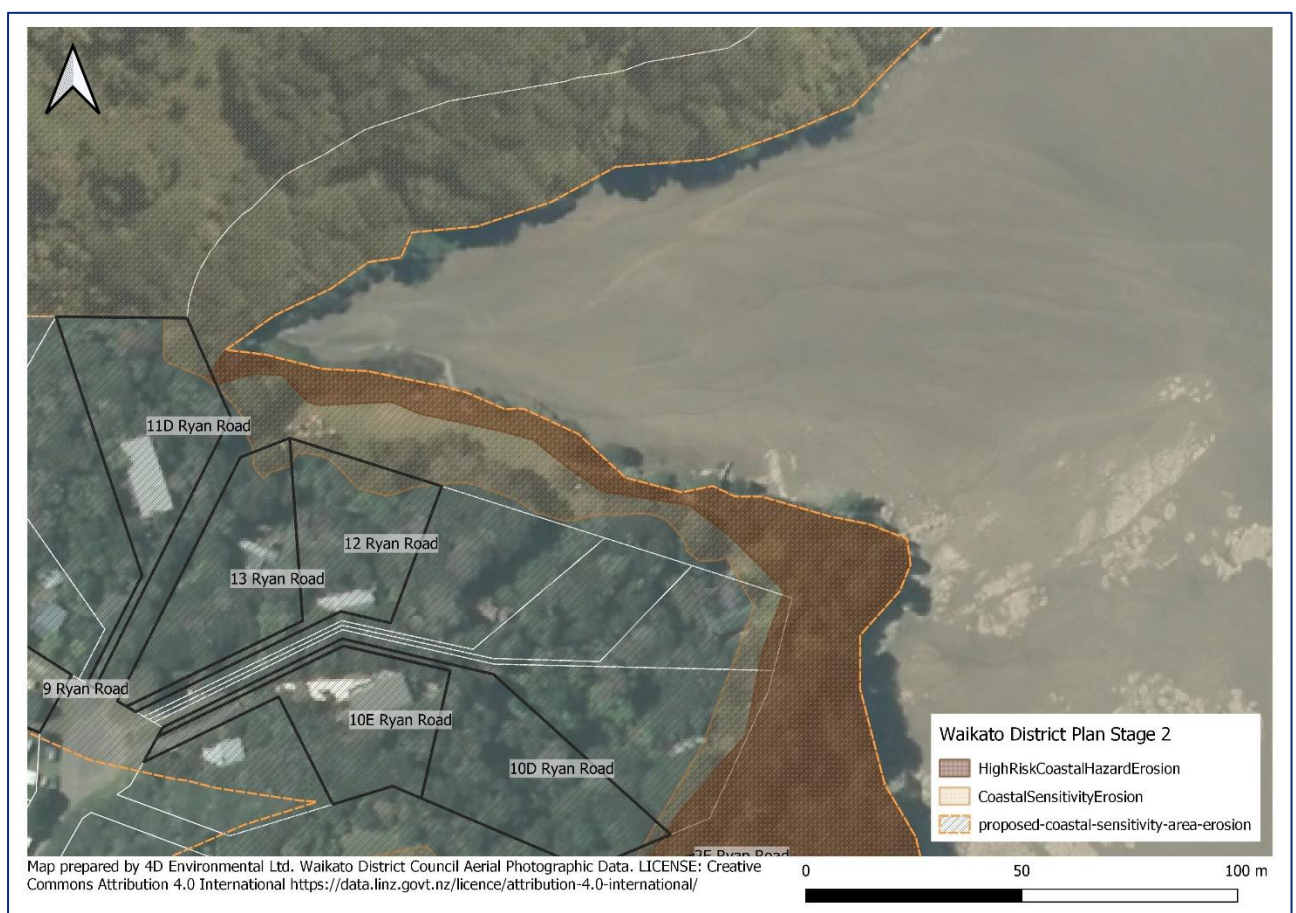 11D Ryan Road
12 Ryan Road
13 Ryan Road
9 Ryan Road
10E Ryan Road
10D Ryan Road
Ryan Road
Waikato District Plan Stage 2
HighRiskCoastalHazardErosion
CoastalSensitivityErosion
proposed-coastal-sensitivity-area-erosion
Map prepared by 4D Environmental Ltd. Waikato District Council Aerial Photographic Data. LICENSE: Creative
Commons Attribution 4.0 International https://data.linz.govt.nz/licence/attribution-4.0-international/
0 50 100 m